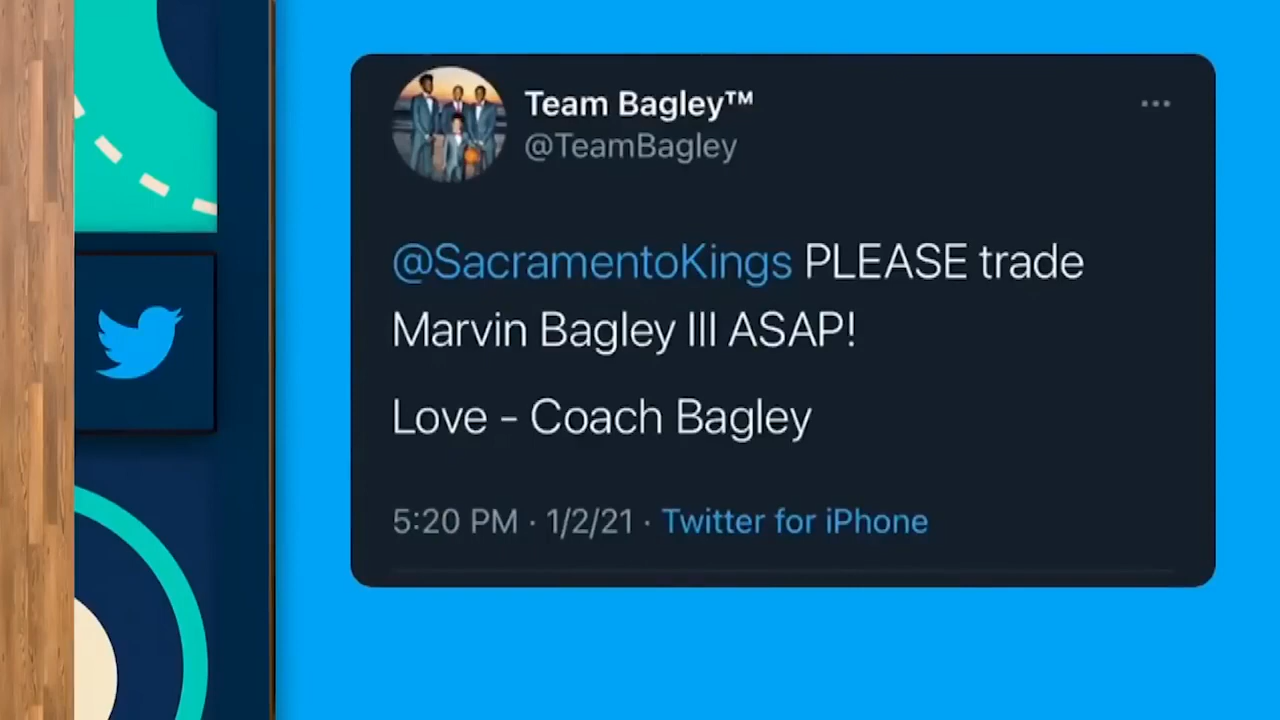 Team Bagley™
@TeamBagley
@SacramentoKings PLEASE trade
Marvin Bagley III ASAP!
Love - Coach Bagley
5:20 PM · 1/2/21 · Twitter for iPhone